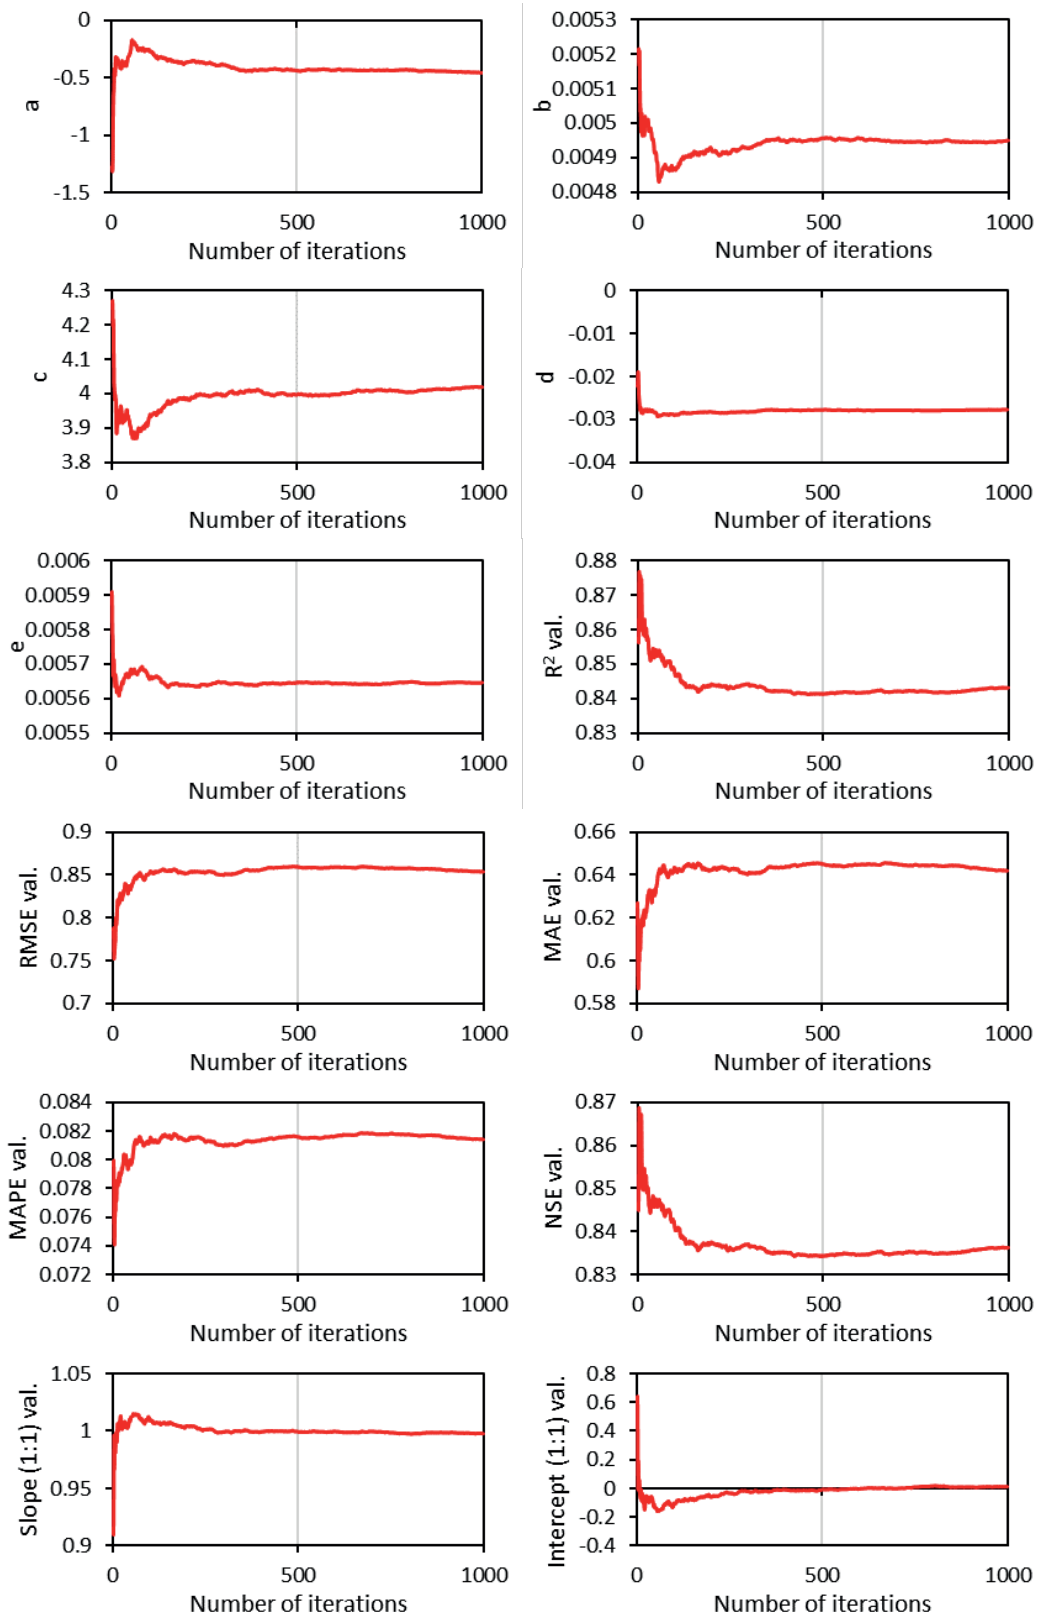 0
-0.5
-1
-1.5
a
0 500 1000
Number of iterations
0.0053
0.0052
0.0051
0.005
0.0049
0.0048
b
0 500 1000
Number of iterations
4.3
4.2
4.1
4
3.9
3.8
c
0 500 1000
Number of iterations
0
-0.01
-0.02
-0.03
-0.04
d
0 500 1000
Number of iterations
0.006
0.0059
0.0058
0.0057
0.0056
0.0055
e
0 500 1000
Number of iterations
0.88
0.87
0.86
0.85
0.84
0.83
R² val.
0 500 1000
Number of iterations
0.9
0.85
0.8
0.75
0.7
RMSE val.
0 500 1000
Number of iterations
0.66
0.64
0.62
0.6
0.58
MAE val.
0 500 1000
Number of iterations
0.084
0.082
0.08
0.078
0.076
0.074
0.072
MAPE val.
0 500 1000
Number of iterations
0.87
0.86
0.85
0.84
0.83
NSE val.
0 500 1000
Number of iterations
1.05
1
0.95
0.9
Slope (1:1) val.
0 500 1000
Number of iterations
0.8
0.6
0.4
0.2
0
-0.2
-0.4
Intercept (1:1) val.
0 500 1000
Number of iterations